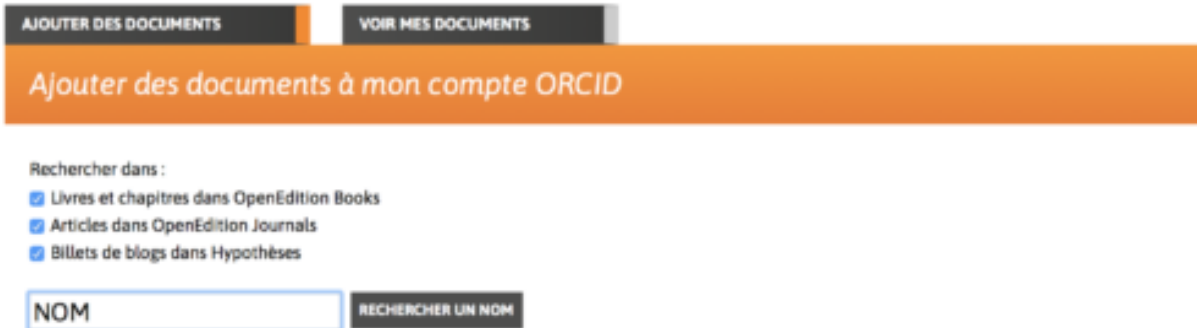 AJOUTER DES DOCUMENTS VOIR MES DOCUMENTS
Ajouter des documents à mon compte ORCID
Rechercher dans :
Livres et chapitres dans OpenEdition Books
Articles dans OpenEdition Journals
Billets de blogs dans Hypothèses
NOM RECHERCHER UN NOM